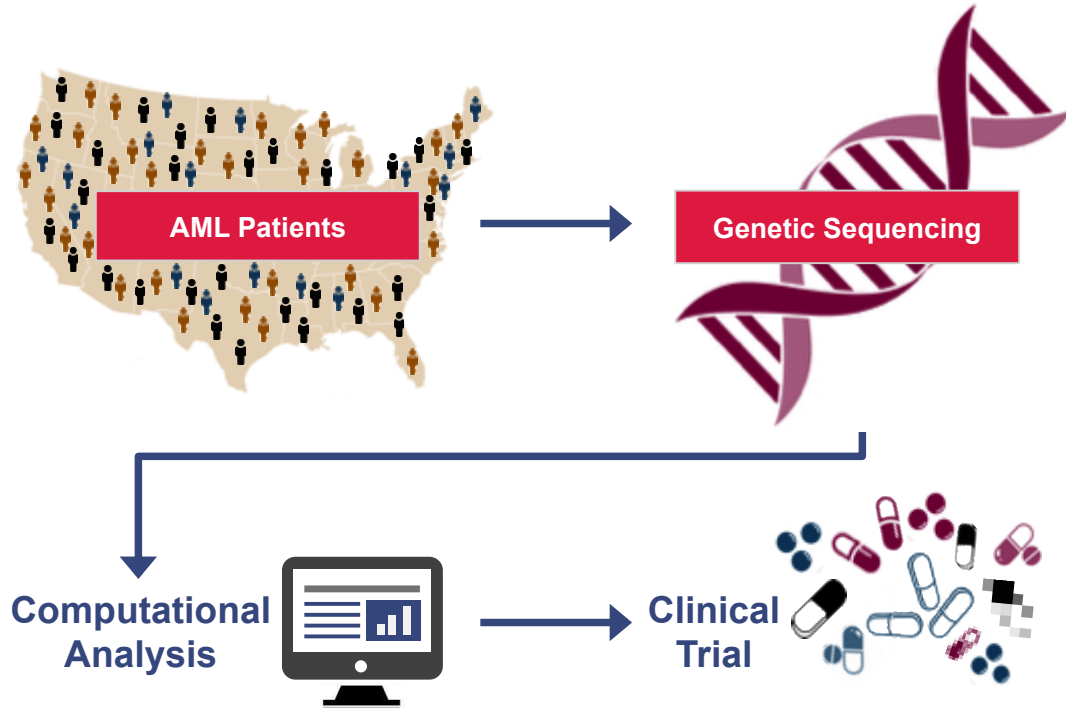 AML Patients
Genetic Sequencing
Computational
Analysis
Clinical
Trial